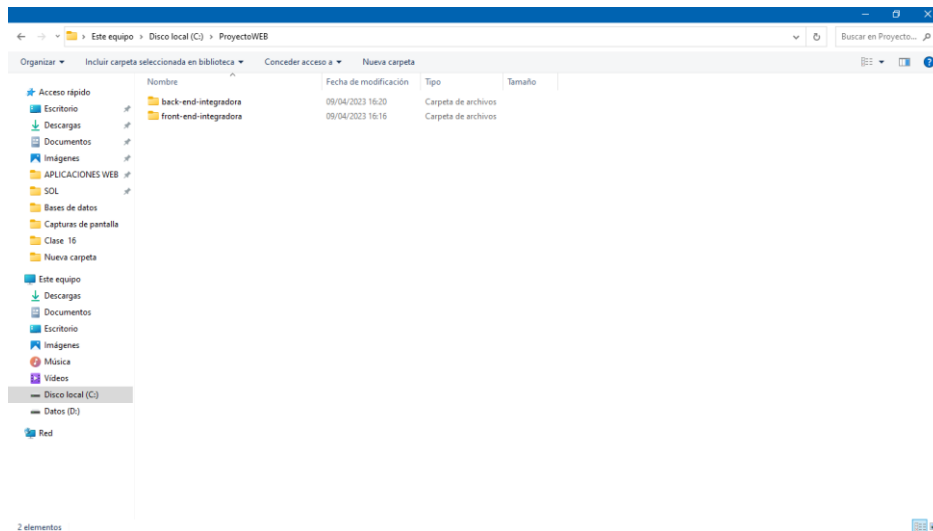 Este equipo > Disco local (C:) > ProyectoWEB
Buscar en Proyecto...
Organizar Incluir carpeta seleccionada en biblioteca Conceder acceso a Nueva carpeta
Nombre Fecha de modificación Tipo Tamaño
Acceso rápido
Escritorio
Descargas
Documentos
Imágenes
APLICACIONES WEB
SOL
Bases de datos
Capturas de pantalla
Clase 16
Nueva carpeta
Este equipo
Descargas
Documentos
Escritorio
Imágenes
Música
Vídeos
Disco local (C:)
Datos (D:)
Red
back-end-integradora 09/04/2023 16:20 Carpeta de archivos
front-end-integradora 09/04/2023 16:16 Carpeta de archivos
2 elementos